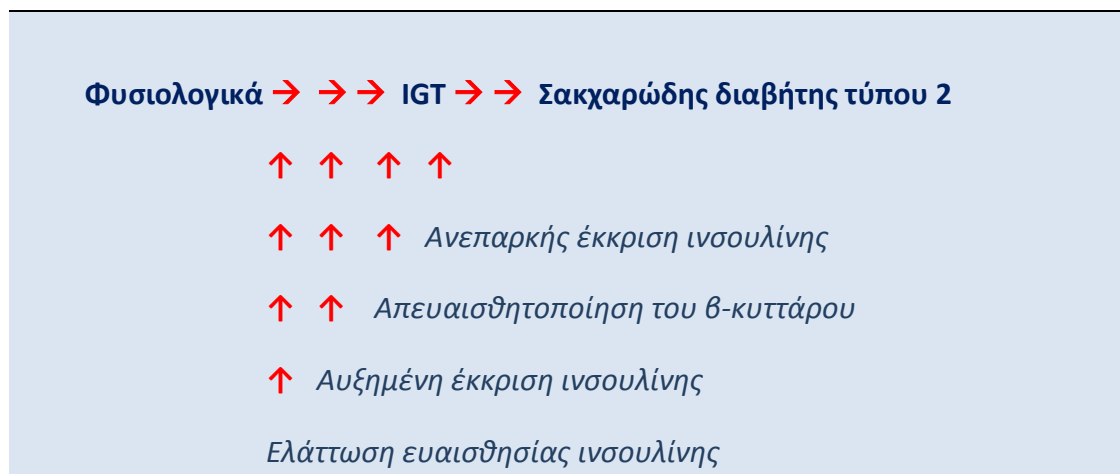 Φυσιολογικά → → → IGT → → Σακχαρώδης διαβήτης τύπου 2
↑ ↑ ↑ ↑
↑ ↑ ↑ Ανεπαρκής έκκριση ινσουλίνης
↑ ↑ Απευαισθητοποίηση του β-κυττάρου
↑ Αυξημένη έκκριση ινσουλίνης
Ελάττωση ευαισθησίας ινσουλίνης